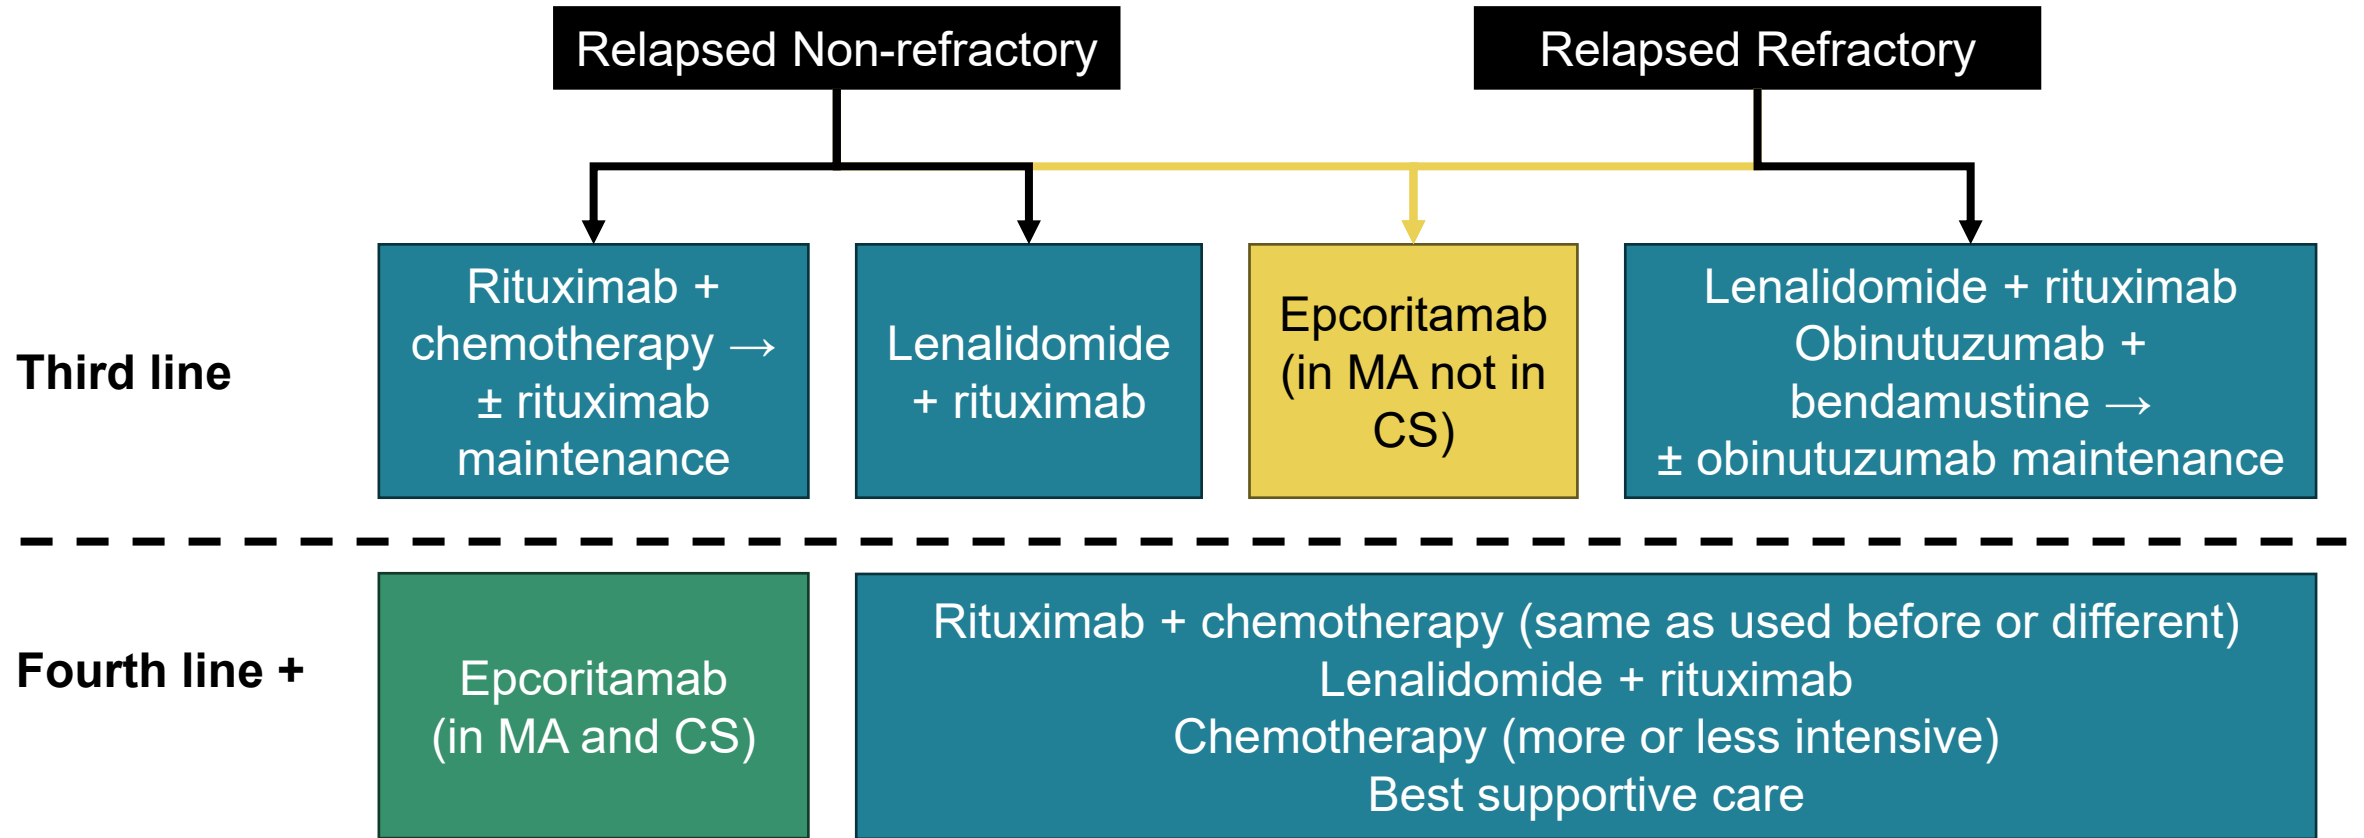 Relapsed Non-refractory
Relapsed Refractory
Third line
Rituximab +
chemotherapy →
± rituximab
maintenance
Lenalidomide
+ rituximab
Epcoritamab
(in MA not in
CS)
Lenalidomide + rituximab
Obinutuzumab +
bendamustine →
± obinutuzumab maintenance
Fourth line +
Epcoritamab
(in MA and CS)
Rituximab + chemotherapy (same as used before or different)
Lenalidomide + rituximab
Chemotherapy (more or less intensive)
Best supportive care